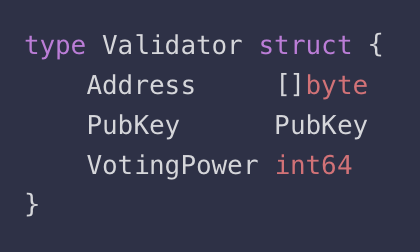 type Validator struct {
    Address     []byte
    PubKey      PubKey
    VotingPower int64
}